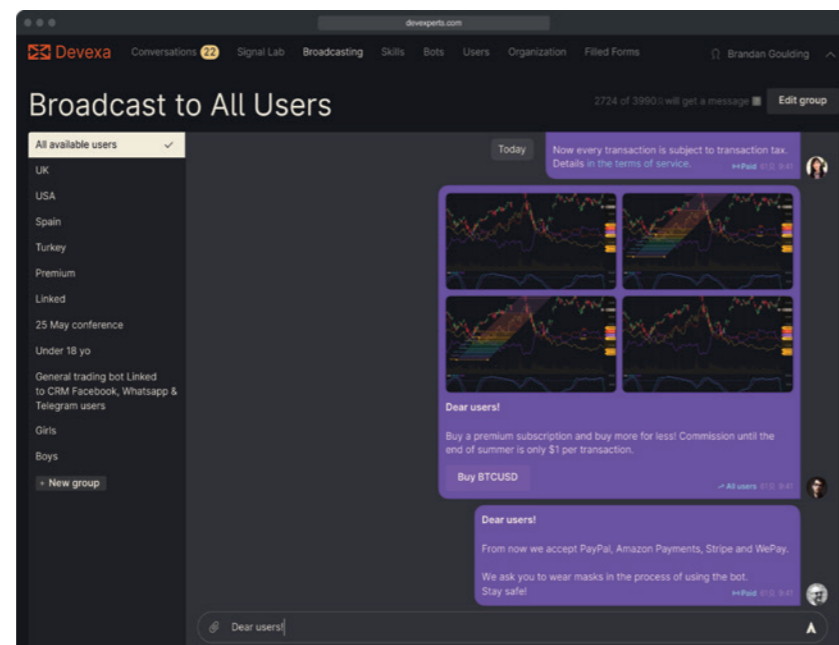 devexperts.com
Devexa
Conversations 22
Signal Lab
Broadcasting
Skills
Bots
Users
Organization
Filled Forms
Brandan Goulding
Broadcast to All Users
2724 of 3990 will get a message
Edit group
All available users
UK
USA
Spain
Turkey
Premium
Linked
25 May conference
Under 18 yo
General trading bot Linked
to CRM Facebook, Whatsapp &
Telegram users
Girls
Boys
+ New group
Today
Now every transaction is subject to transaction tax.
Details in the terms of service.
Paid
9:41
Dear users!
Buy a premium subscription and buy more for less! Commission until the
end of summer is only $1 per transaction.
Buy BTCUSD
All users
9:41
Dear users!
From now we accept PayPal, Amazon Payments, Stripe and WePay.
We ask you to wear masks in the process of using the bot.
Stay safe!
Paid
9:41
Dear users!